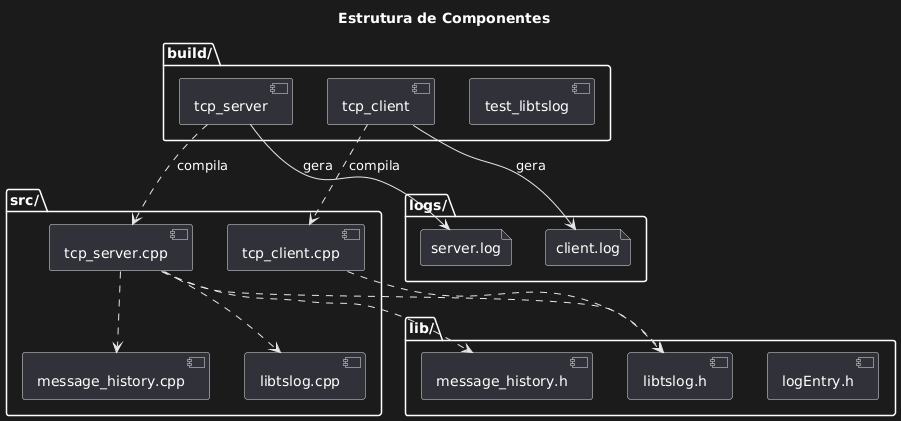 Estrutura de Componentes
build/
tcp_server
tcp_client
test_libtslog
compila
gera
compila
gera
src/
logs/
tcp_server.cpp
tcp_client.cpp
server.log
client.log
lib/
message_history.cpp
libtslog.cpp
message_history.h
libtslog.h
logEntry.h